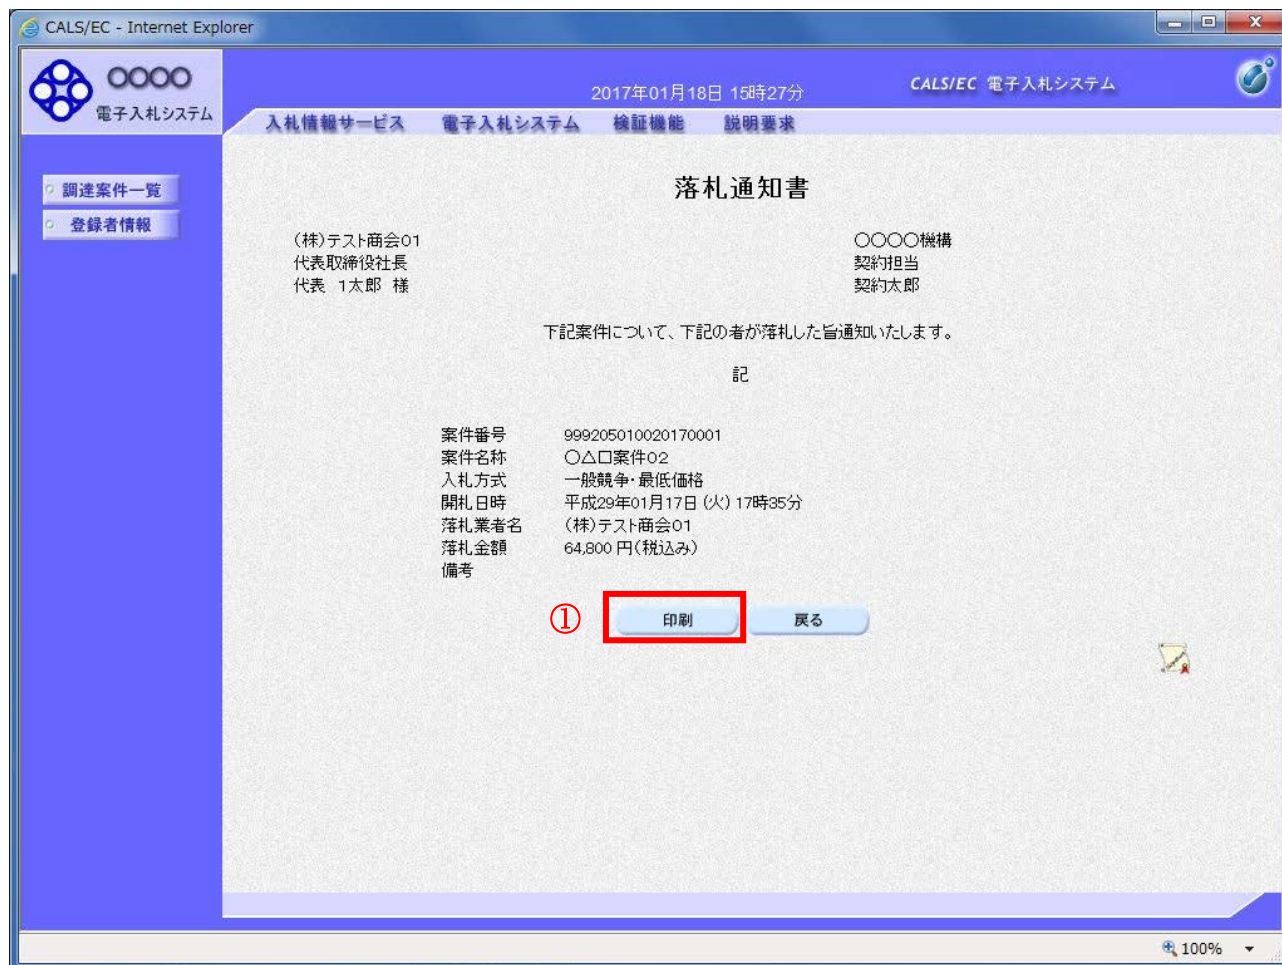 CALS/EC - Internet Explorer
〇〇〇〇
電子入札システム
2017年01月18日 15時27分
CALS/EC 電子入札システム
入札情報サービス 電子入札システム 検証機能 説明要求
調達案件一覧
登録者情報
落札通知書
(株)テスト商会01
代表取締役社長
代表 1太郎 様
〇〇〇〇機構
契約担当
契約太郎
下記案件について、下記の者が落札した旨通知いたします。
記
案件番号 999205010020170001
案件名称 〇△口案件02
入札方式 一般競争・最低価格
開札日時 平成29年01月17日 (火) 17時35分
落札業者名 (株)テスト商会01
落札金額 64,800 円(税込み)
備考
① 印刷 戻る
100%